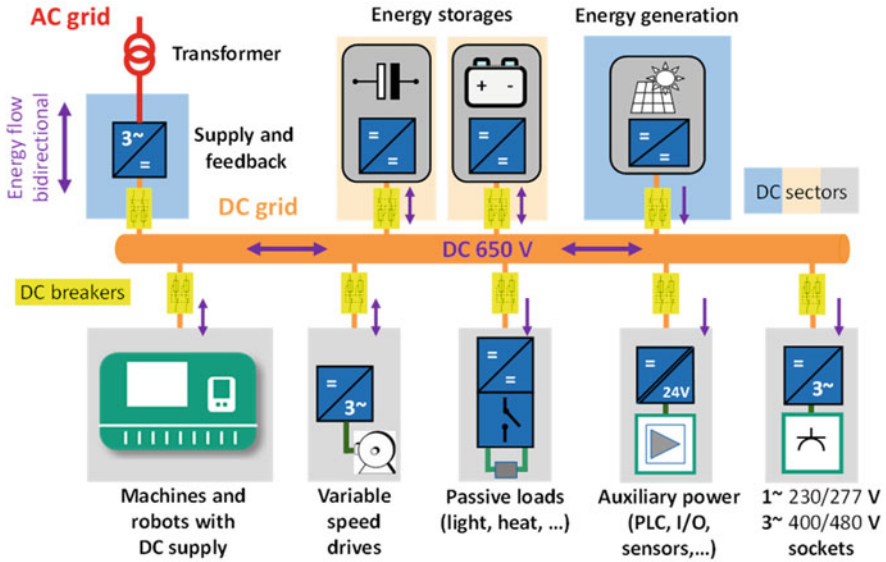 AC grid
Energy storages
Energy generation
Transformer
+ -
Energy flow
bidirectional
3~
=
Supply and
feedback
=
=
=
=
=
=
DC grid
DC sectors
DC 650 V
DC breakers
=
3~
=
=
=
24V
=
3~
Machines and
robots with
DC supply
Variable
speed
drives
Passive loads
(light, heat, ...)
Auxiliary power
(PLC, I/O,
sensors,...)
1~ 230/277 V
3~ 400/480 V
sockets